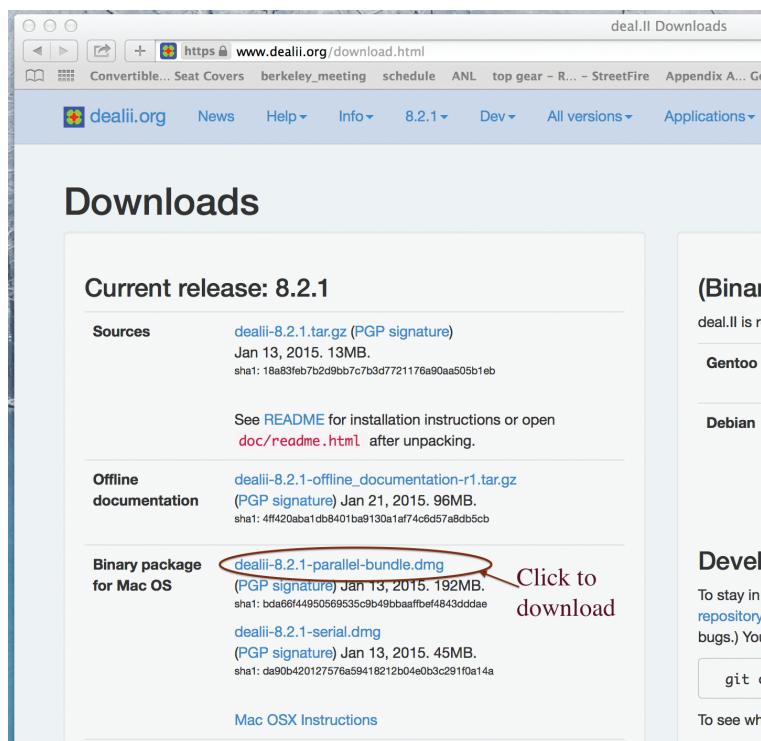 deal.II Downloads
https www.dealii.org/download.html
Convertible... Seat Covers berkeley_meeting schedule ANL top gear – R... – StreetFire Appendix A... G
dealii.org News Help Info 8.2.1 Dev All versions Applications
Downloads
Current release: 8.2.1
Sources
dealii-8.2.1.tar.gz (PGP signature)
Jan 13, 2015. 13MB.
sha1: 18a83feb7b2d9bb7c7b3d7721176a90aa505b1eb
See README for installation instructions or open
doc/readme.html after unpacking.
Offline
documentation
dealii-8.2.1-offline_documentation-r1.tar.gz
(PGP signature) Jan 21, 2015. 96MB.
sha1: 4ff420aba1db8401ba9130a1af74c6d57a8db5cb
Binary package
for Mac OS
dealii-8.2.1-parallel-bundle.dmg
(PGP signature) Jan 13, 2015. 192MB.
sha1: bda66f44950569535c9b49bbaaffbef4843dddae
Click to
download
dealii-8.2.1-serial.dmg
(PGP signature) Jan 13, 2015. 45MB.
sha1: da90b420127576a59418212b04e0b3c291f0a14a
Mac OSX Instructions
(Binar
deal.II is r
Gentoo
Debian
Devel
To stay in
repository
bugs.) You
git c
To see wh